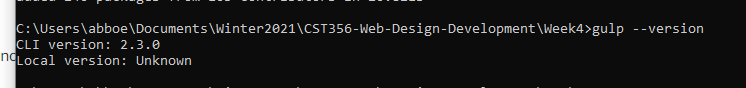 C:\Users\abboe\Documents\Winter2021\CST356-Web-Design-Development\Week4>gulp --version
CLI version: 2.3.0
Local version: Unknown